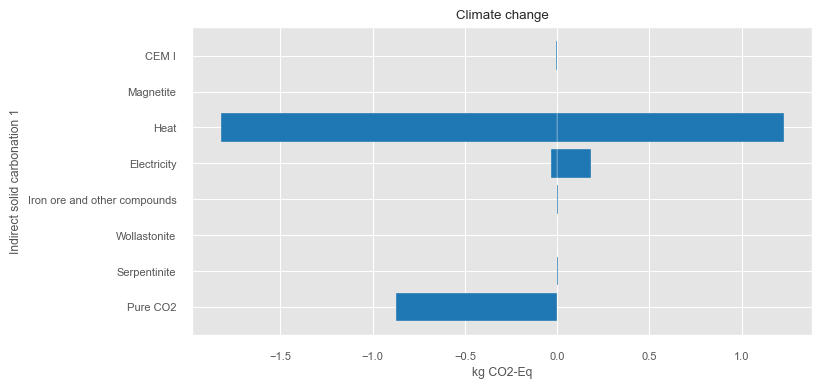 Climate change
CEM I
Magnetite
Heat
Electricity
Iron ore and other compounds
Wollastonite
Serpentinite
Pure CO2
Indirect solid carbonation 1
−1.5 −1.0 −0.5 0.0 0.5 1.0
kg CO2-Eq